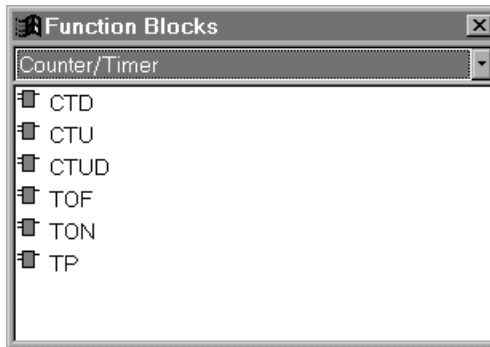 Function Blocks
Counter/Timer
CTD
CTU
CTUD
TOF
TON
TP